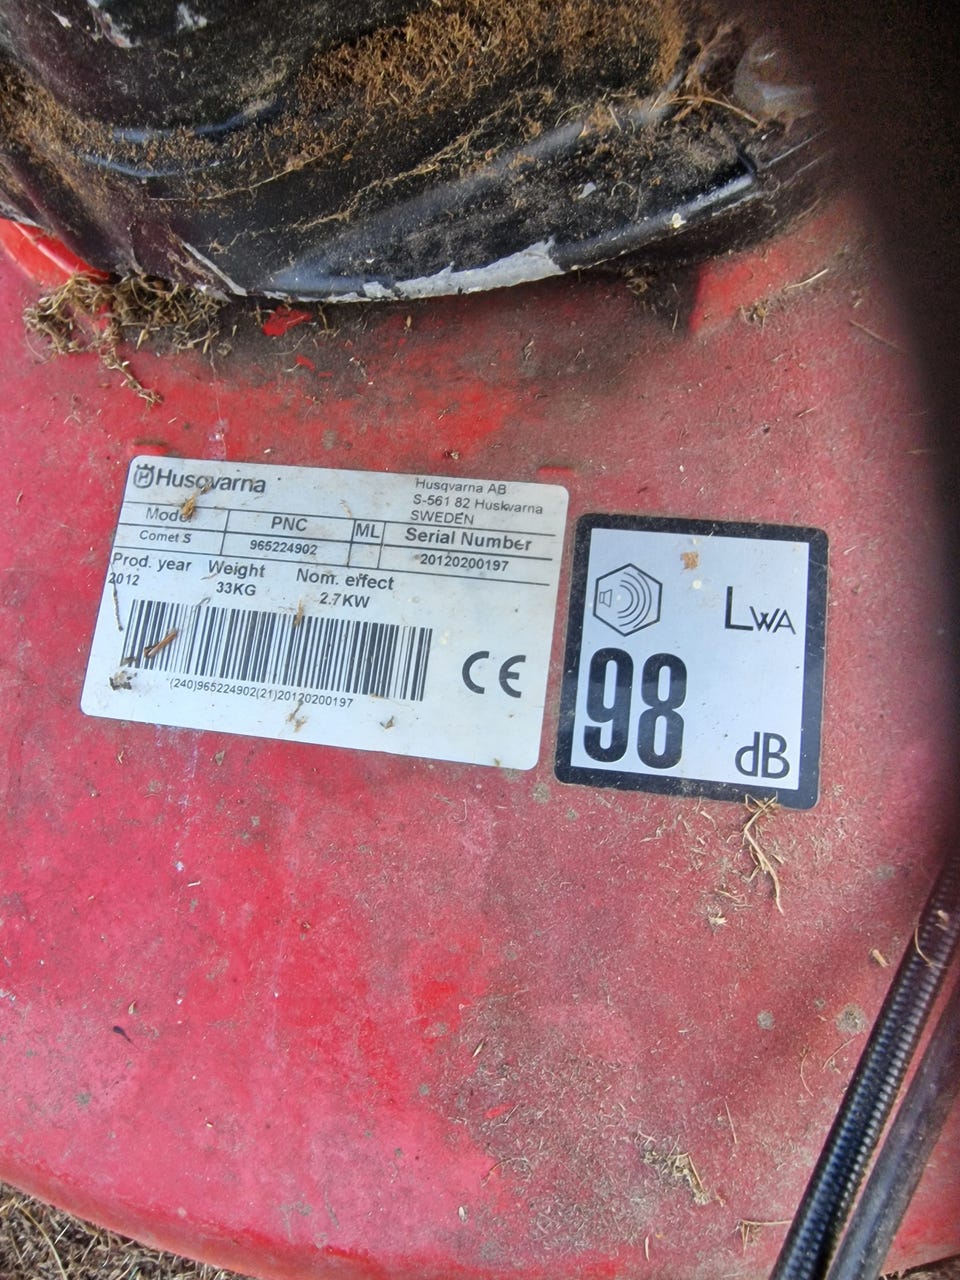 Husqvarna
Husqvarna AB
S-561 82 Huskvarna
SWEDEN
Model PNC ML Serial Number
Comet S 965224902 20120200197
Prod. year Weight Nom. effect
2012 33KG 2.7KW
(240)965224902(21)20120200197
CE
LWA
98
dB